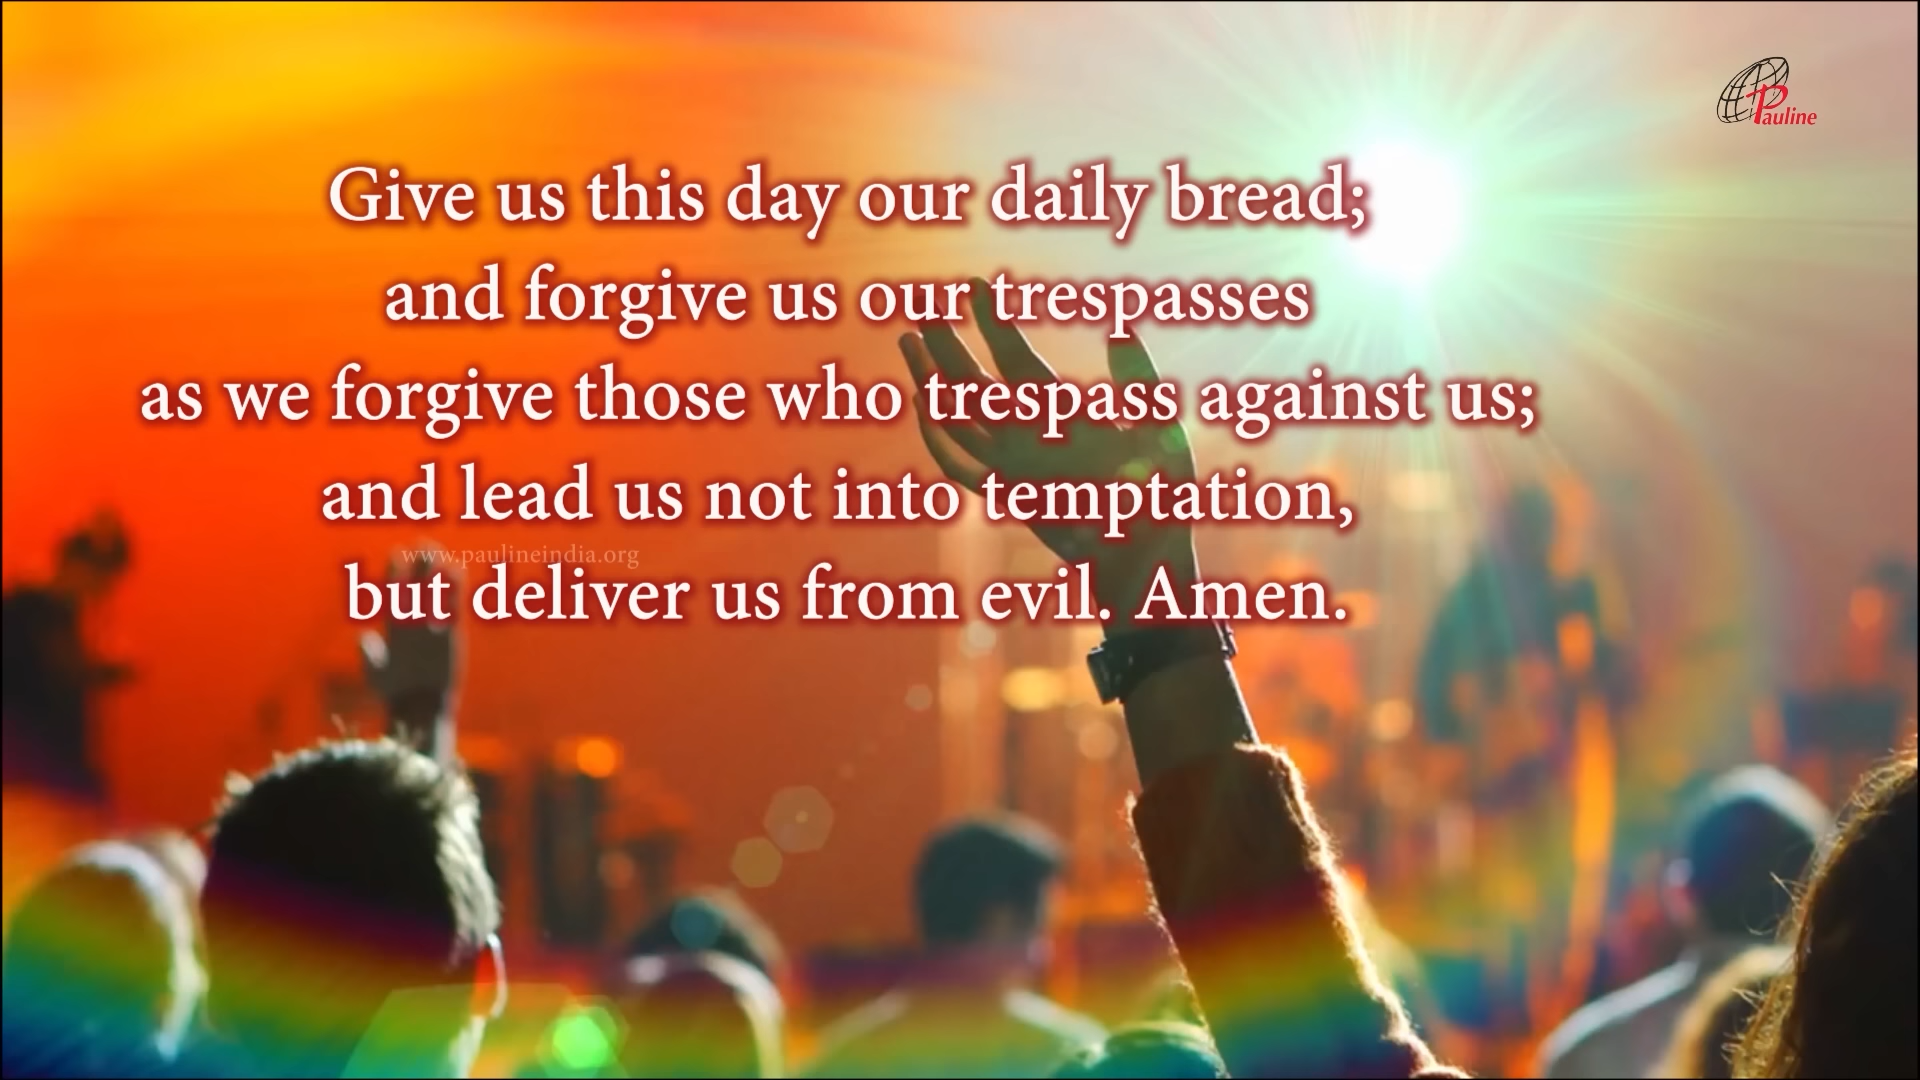 Pauline
Give us this day our daily bread;
and forgive us our trespasses
as we forgive those who trespass against us;
and lead us not into temptation,
www.paulineindia.org
but deliver us from evil. Amen.